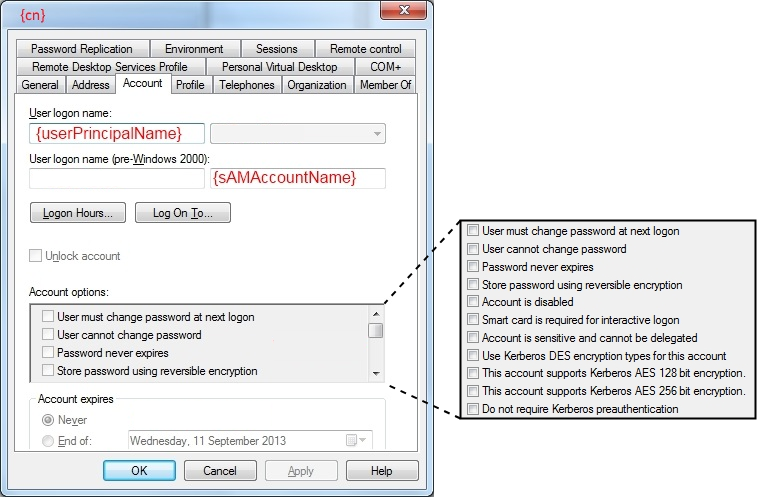 {cn}
Password Replication Environment Sessions Remote control
Remote Desktop Services Profile Personal Virtual Desktop COM+
General Address Account Profile Telephones Organization Member Of
User logon name:
{userPrincipalName}
User logon name (pre-Windows 2000):
{sAMAccountName}
Logon Hours... Log On To...
Unlock account
Account options:
User must change password at next logon
User cannot change password
Password never expires
Store password using reversible encryption
Account expires
Never
End of: Wednesday, 11 September 2013
OK Cancel Apply Help
User must change password at next logon
User cannot change password
Password never expires
Store password using reversible encryption
Account is disabled
Smart card is required for interactive logon
Account is sensitive and cannot be delegated
Use Kerberos DES encryption types for this account
This account supports Kerberos AES 128 bit encryption.
This account supports Kerberos AES 256 bit encryption.
Do not require Kerberos preauthentication